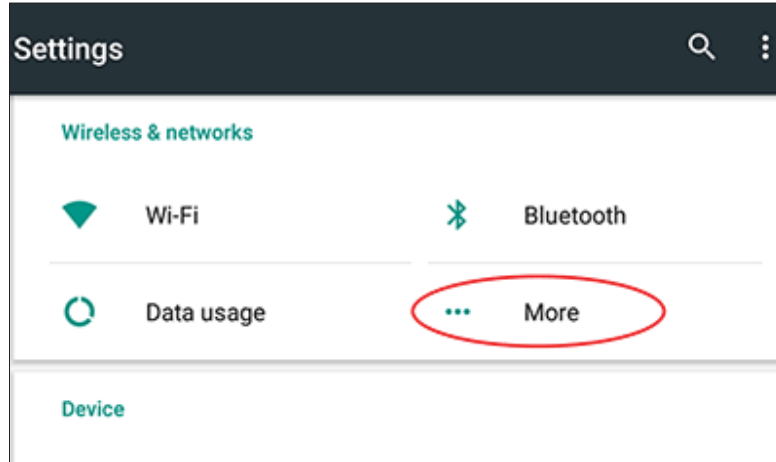 Settings
Wireless & networks
Wi-Fi
Bluetooth
Data usage
More
Device